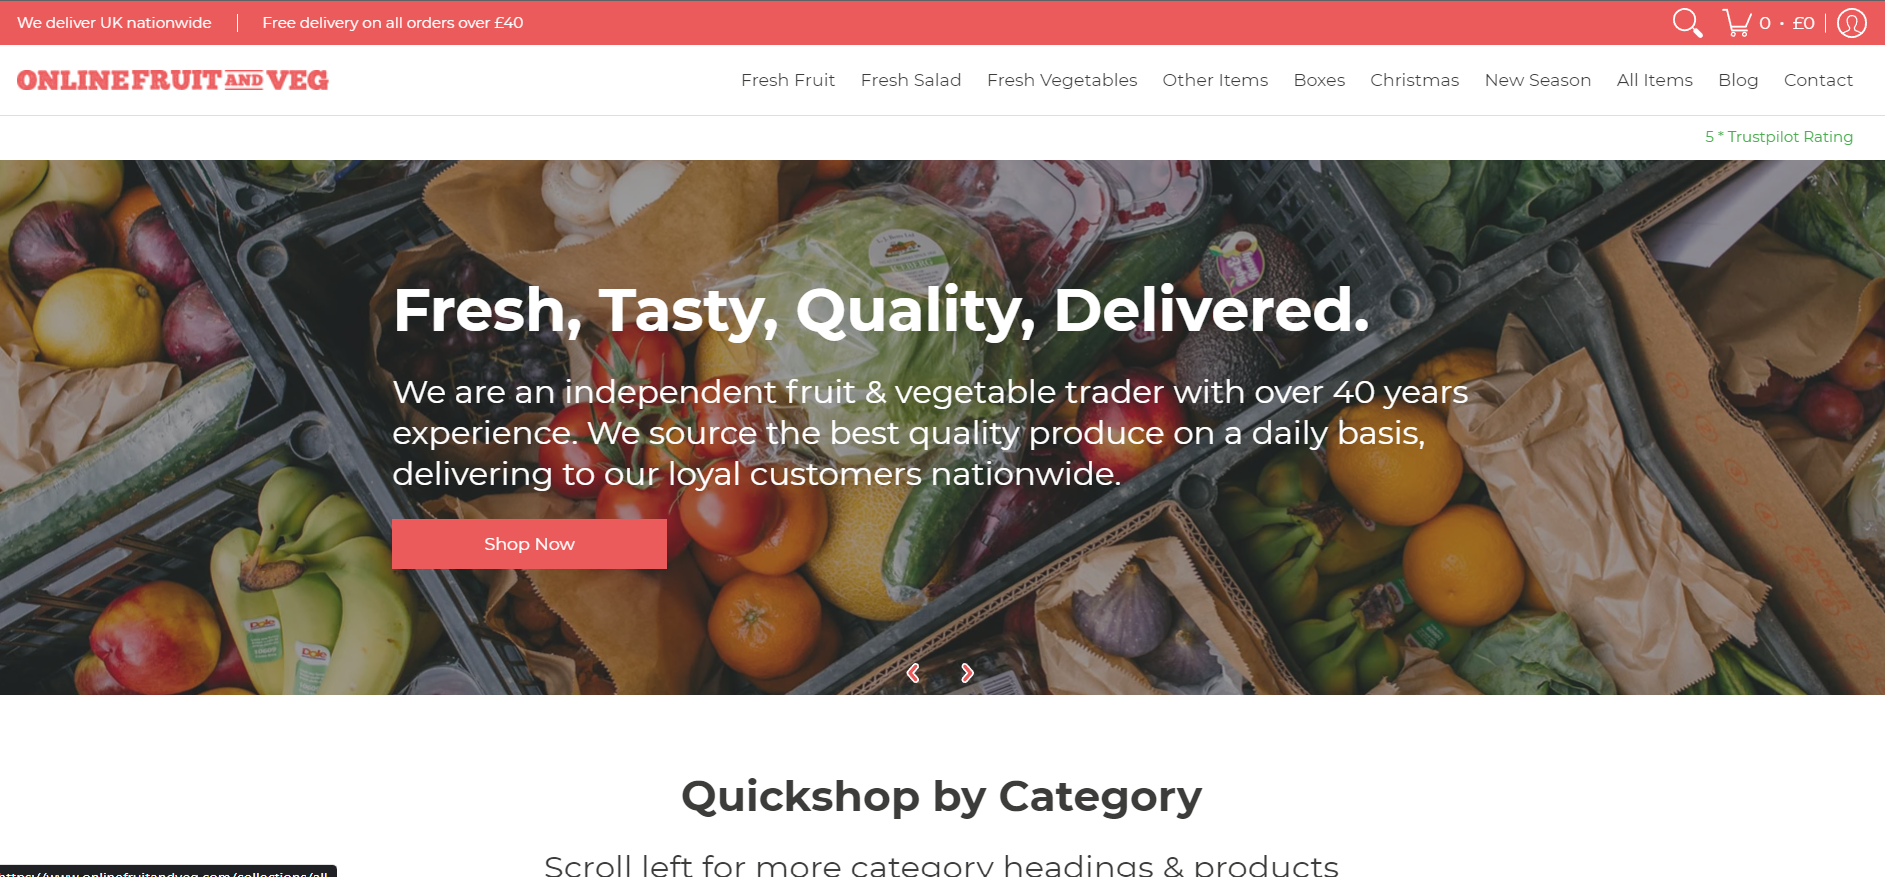 We deliver UK nationwide
Free delivery on all orders over £40
0 · £0
ONLINE FRUIT AND VEG
Fresh Fruit
Fresh Salad
Fresh Vegetables
Other Items
Boxes
Christmas
New Season
All Items
Blog
Contact
5 * Trustpilot Rating
Fresh, Tasty, Quality, Delivered.
We are an independent fruit & vegetable trader with over 40 years
experience. We source the best quality produce on a daily basis,
delivering to our loyal customers nationwide.
Shop Now
Dole
Dole
Quickshop by Category
Scroll left for more category headings & products
https://www.onlinefruitandveg.com/collections/all